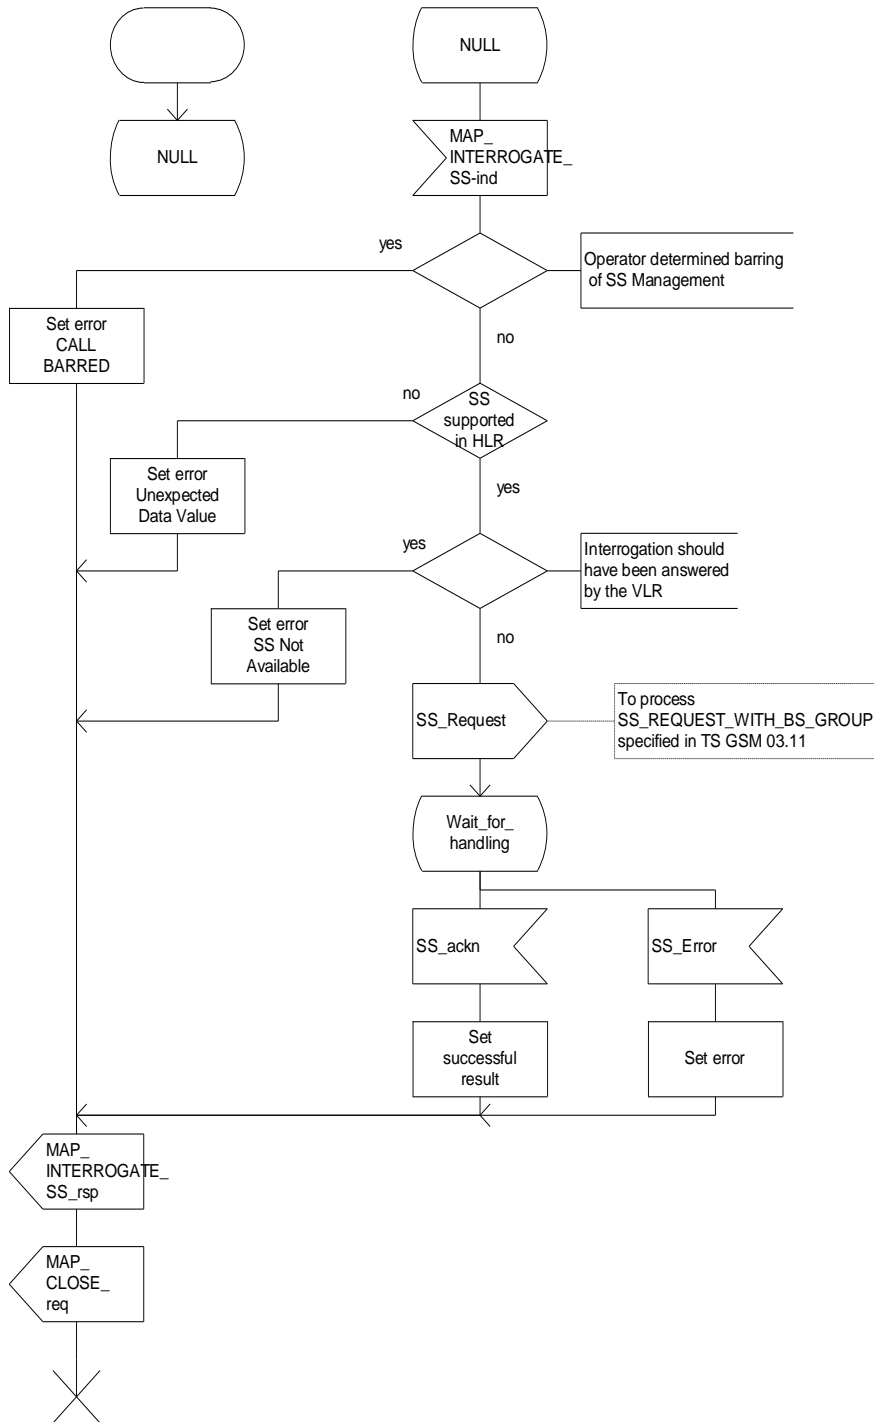 NULL
NULL
MAP_
INTERROGATE_
SS-ind
yes
Operator determined barring
of SS Management
Set error
CALL
BARRED
no
no
SS
supported
in HLR
Set error
Unexpected
Data Value
yes
yes
Interrogation should
have been answered
by the VLR
Set error
SS Not
Available
no
SS_Request
To process
SS_REQUEST_WITH_BS_GROUP
specified in TS GSM 03.11
Wait_for_
handling
SS_ackn
SS_Error
Set
successful
result
Set error
MAP_
INTERROGATE_
SS_rsp
MAP_
CLOSE_
req